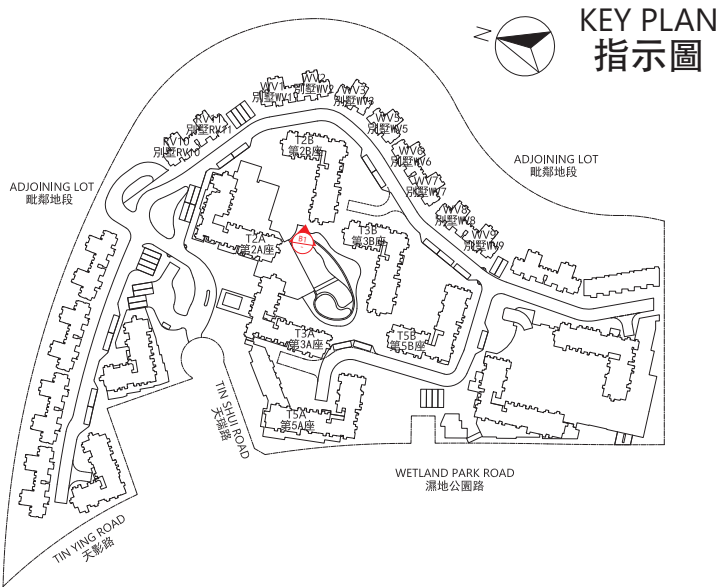 KEY PLAN
指示圖
N
WV1
別墅WV1
WV2
別墅WV2
WV3
別墅WV3
RV11
別墅RV11
RV10
別墅RV10
WV5
別墅WV5
WV6
別墅WV6
WV7
別墅WV7
WV8
別墅WV8
WV9
別墅WV9
T2B
第2B座
ADJOINING LOT
毗鄰地段
ADJOINING LOT
毗鄰地段
T2A
第2A座
B1
T3B
第3B座
T3A
第3A座
T5B
第5B座
T5A
第5A座
TIN SHUI ROAD
天瑞路
WETLAND PARK ROAD
濕地公園路
TIN YING ROAD
天影路